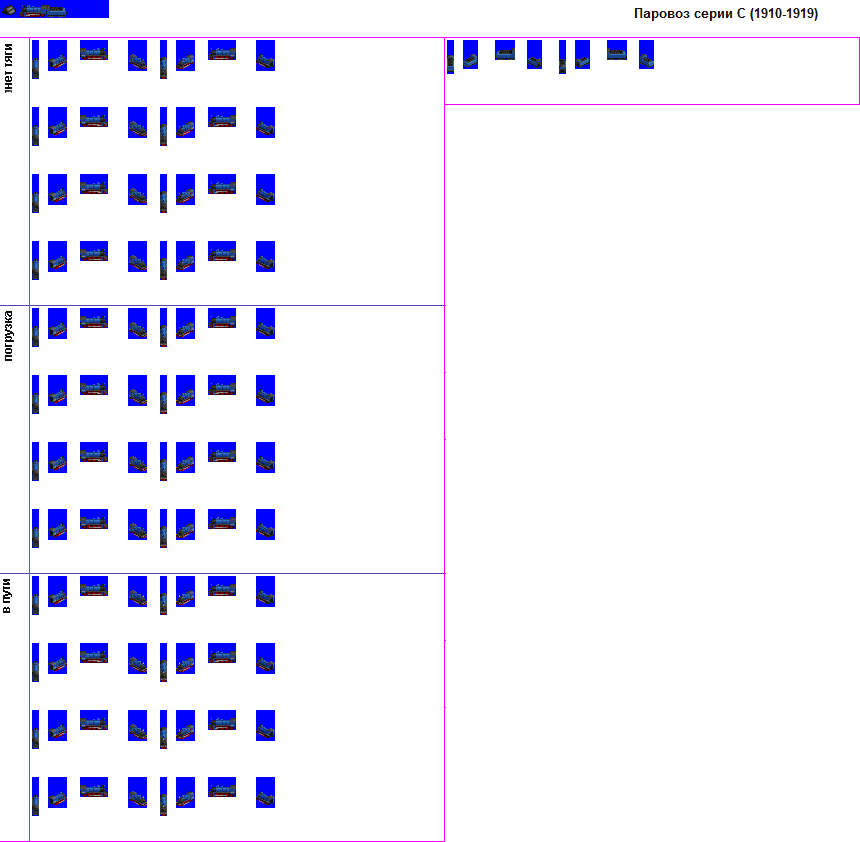 Паровоз серии С (1910-1919)
нет тяги
погрузка
в пути